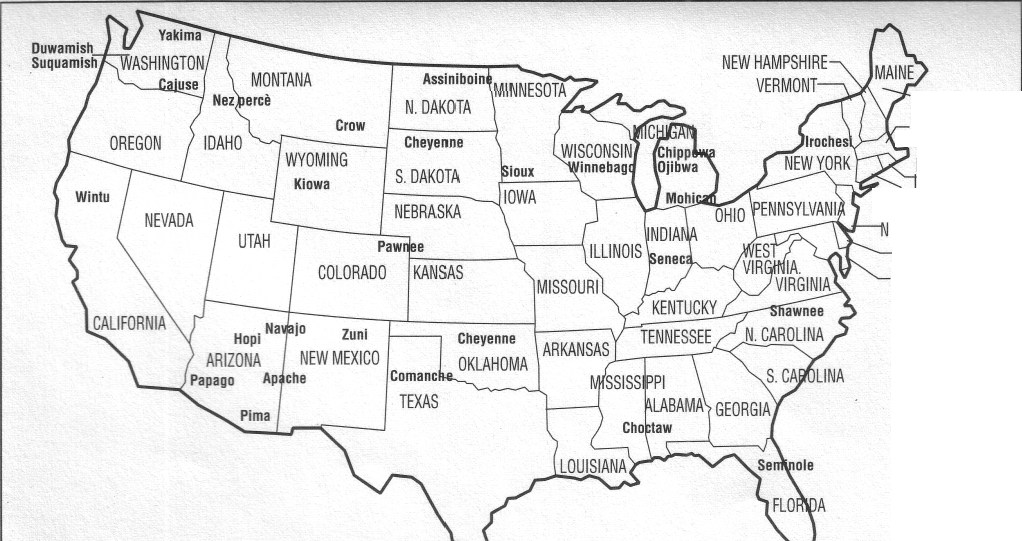 Yakima
Duwamish
Suquamish
WASHINGTON
Cajuse
MONTANA
Nez percè
Assiniboine
MINNESOTA
N. DAKOTA
NEW HAMPSHIRE
VERMONT
MAINE
OREGON
IDAHO
Crow
Cheyenne
WYOMING
Kiowa
S. DAKOTA
Sioux
WISCONSIN
Winnebago
MICHIGAN
Chippewa
Ojibwa
Mohican
Irochesi
NEW YORK
Wintu
NEVADA
UTAH
NEBRASKA
IOWA
Pawnee
COLORADO
KANSAS
ILLINOIS
INDIANA
Seneca
OHIO
PENNSYLVANIA
N
WEST
VIRGINIA.
VIRGINIA
MISSOURI
KENTUCKY
Shawnee
CALIFORNIA
Hopi
Navajo
ARIZONA
Papago
Apache
Pima
Zuni
NEW MEXICO
Cheyenne
OKLAHOMA
Comanche
TEXAS
ARKANSAS
TENNESSEE
N. CAROLINA
S. CAROLINA
MISSISSIPPI
ALABAMA
GEORGIA
Choctaw
LOUISIANA
Seminole
FLORIDA